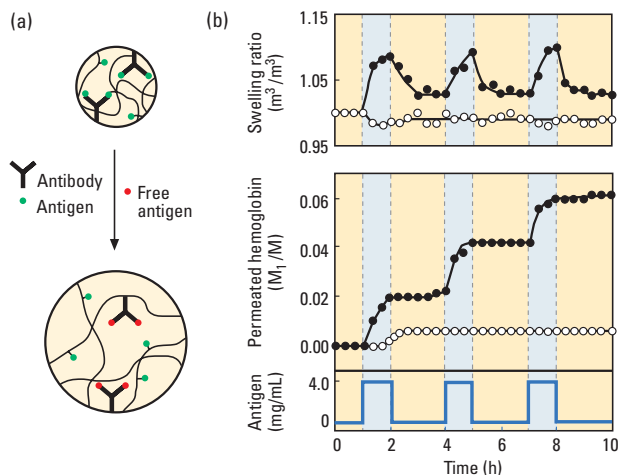 (a)
Antibody
Antigen
Free
antigen
(b)
Swelling ratio
(m³/m³)
1.15
1.05
0.95
Permeated hemoglobin
(M₁/M)
0.06
0.04
0.02
0.00
Antigen
(mg/mL)
4.0
0
0 2 4 6 8 10
Time (h)